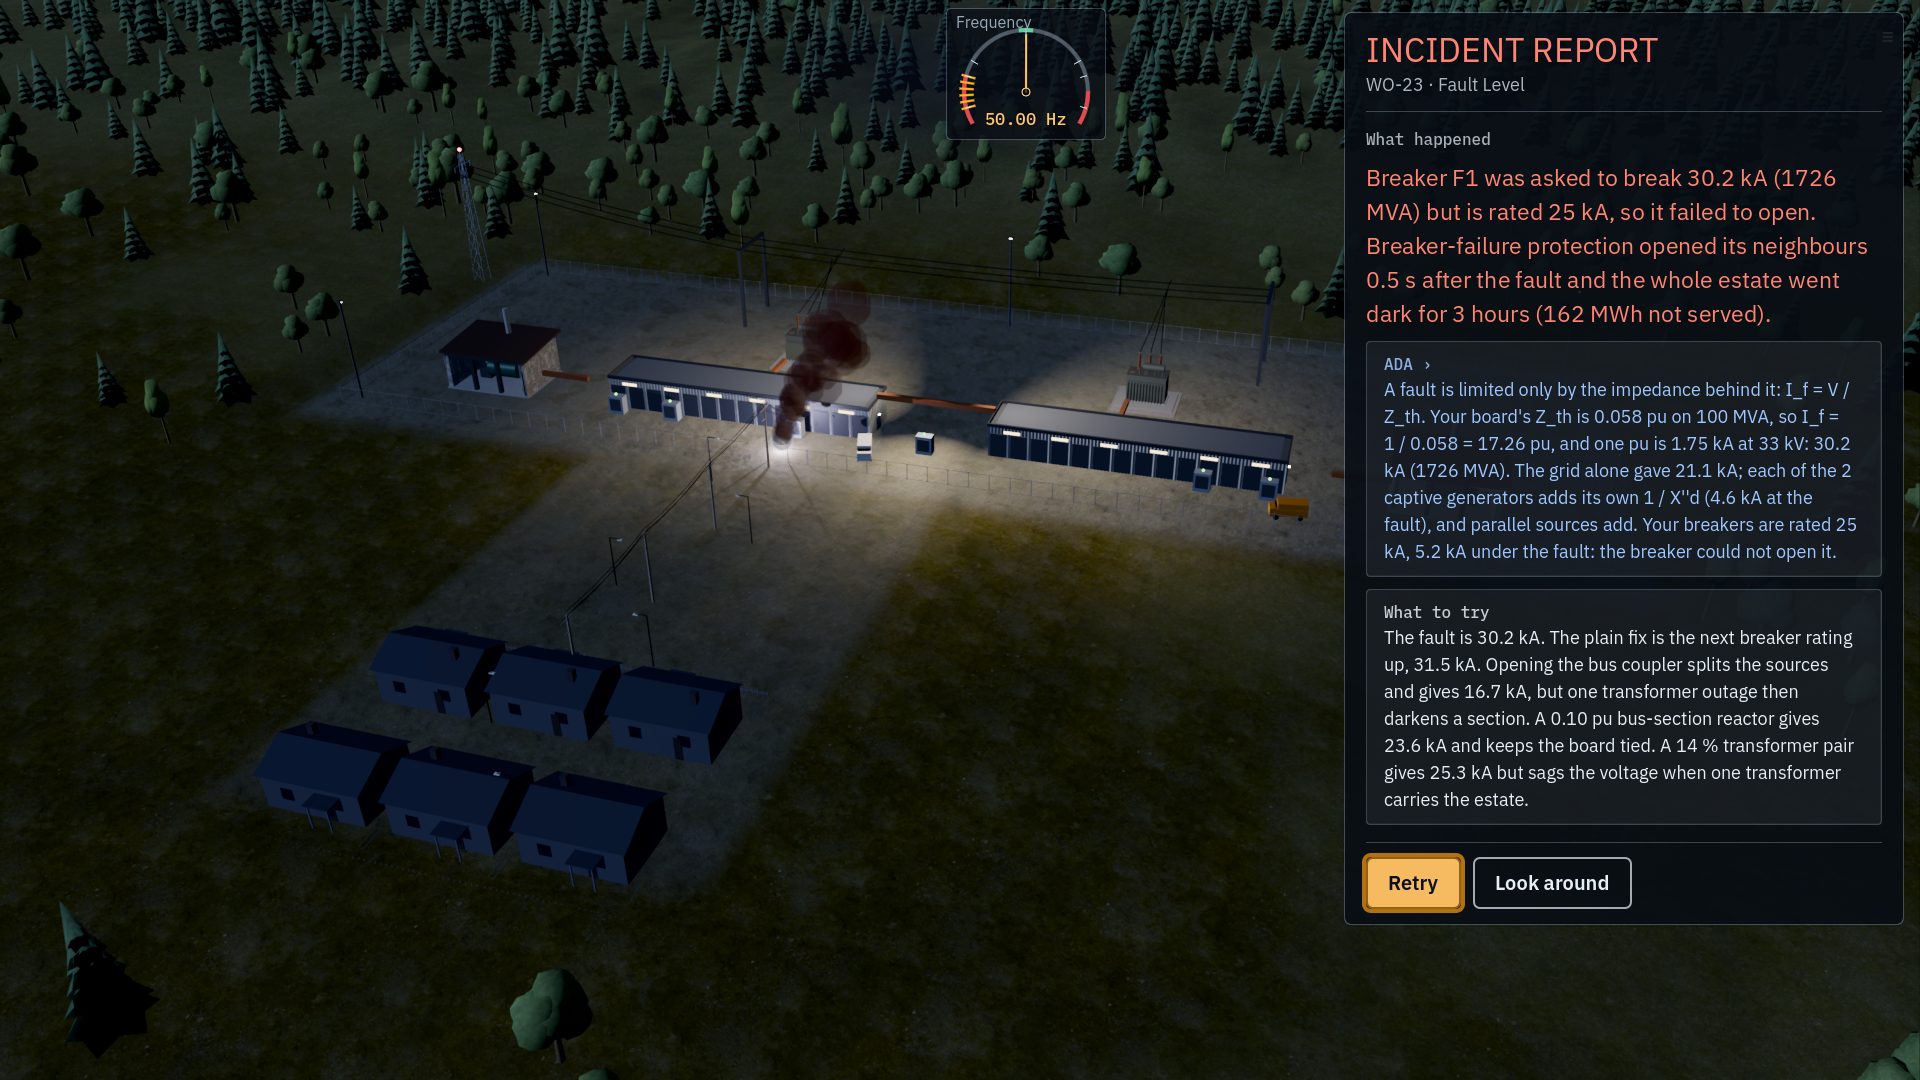 Frequency
50.00 Hz
INCIDENT REPORT
WO-23 · Fault Level
What happened
Breaker F1 was asked to break 30.2 kA (1726
MVA) but is rated 25 kA, so it failed to open.
Breaker-failure protection opened its neighbours
0.5 s after the fault and the whole estate went
dark for 3 hours (162 MWh not served).
ADA ›
A fault is limited only by the impedance behind it: I_f = V /
Z_th. Your board's Z_th is 0.058 pu on 100 MVA, so I_f =
1 / 0.058 = 17.26 pu, and one pu is 1.75 kA at 33 kV: 30.2
kA (1726 MVA). The grid alone gave 21.1 kA; each of the 2
captive generators adds its own 1 / X''d (4.6 kA at the
fault), and parallel sources add. Your breakers are rated 25
kA, 5.2 kA under the fault: the breaker could not open it.
What to try
The fault is 30.2 kA. The plain fix is the next breaker rating
up, 31.5 kA. Opening the bus coupler splits the sources
and gives 16.7 kA, but one transformer outage then
darkens a section. A 0.10 pu bus-section reactor gives
23.6 kA and keeps the board tied. A 14 % transformer pair
gives 25.3 kA but sags the voltage when one transformer
carries the estate.
Retry
Look around